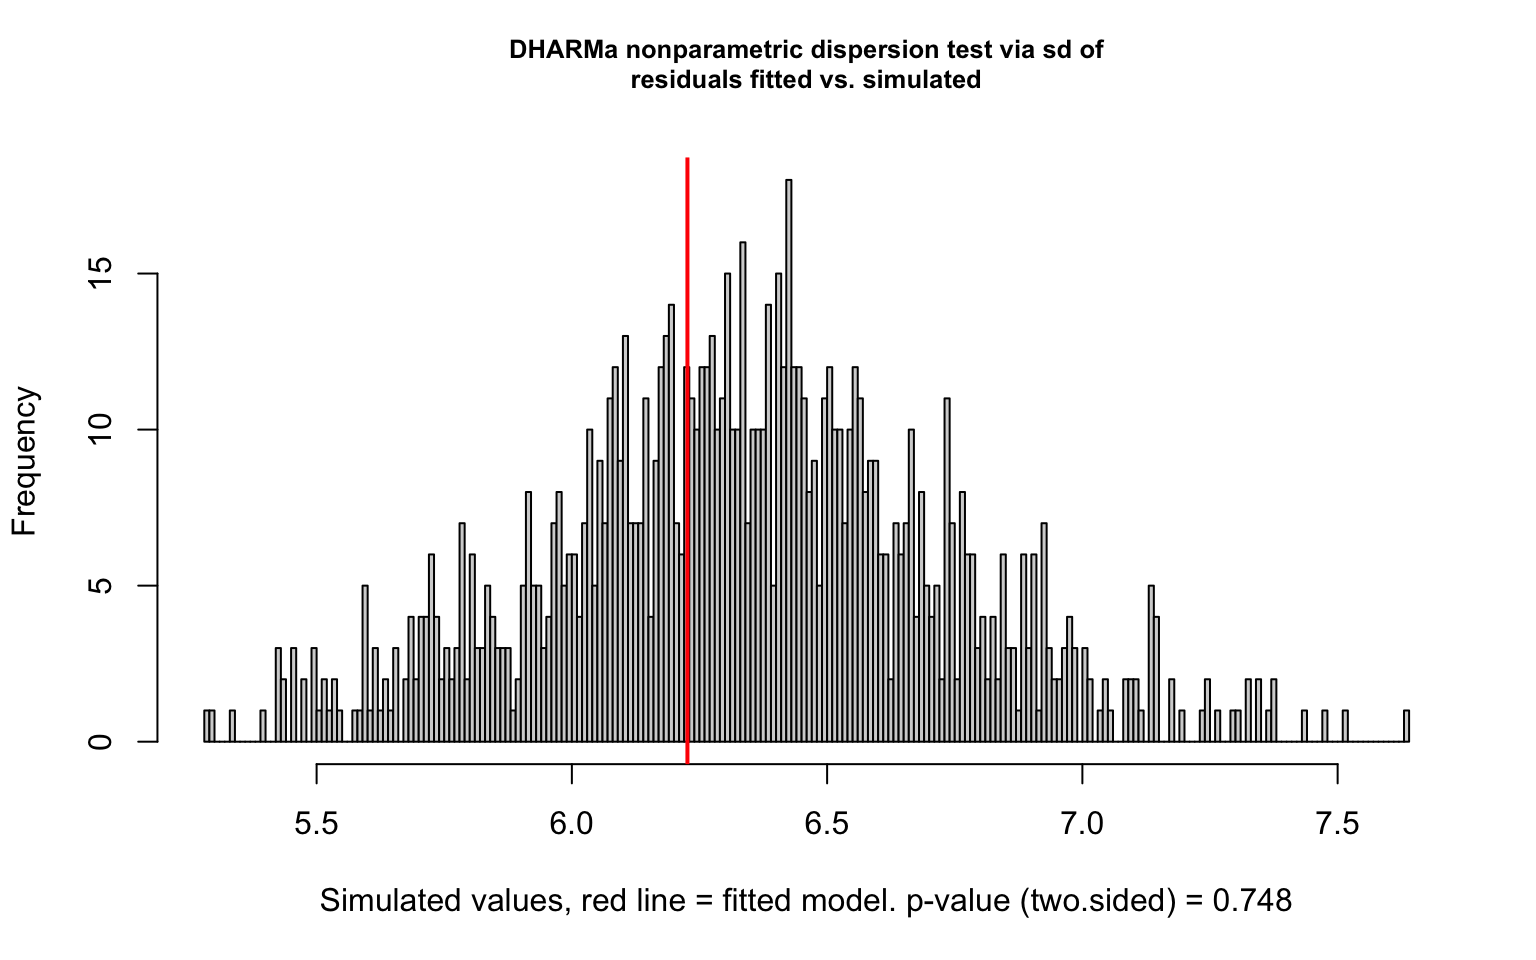 DHARMa nonparametric dispersion test via sd of
residuals fitted vs. simulated
15
10
5
0
Frequency
5.5 6.0 6.5 7.0 7.5
Simulated values, red line = fitted model. p-value (two.sided) = 0.748